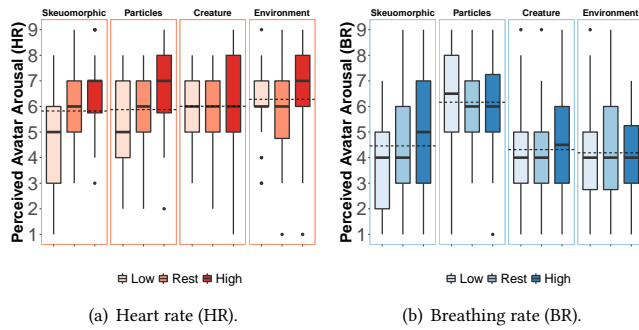 (a)
Skeuomorphic Particles Creature Environment
Perceived Avatar Arousal (HR)
9
8
7
6
5
4
3
2
1
Low Rest High
(a) Heart rate (HR).
(b)
Skeuomorphic Particles Creature Environment
Perceived Avatar Arousal (BR)
9
8
7
6
5
4
3
2
1
Low Rest High
(b) Breathing rate (BR).